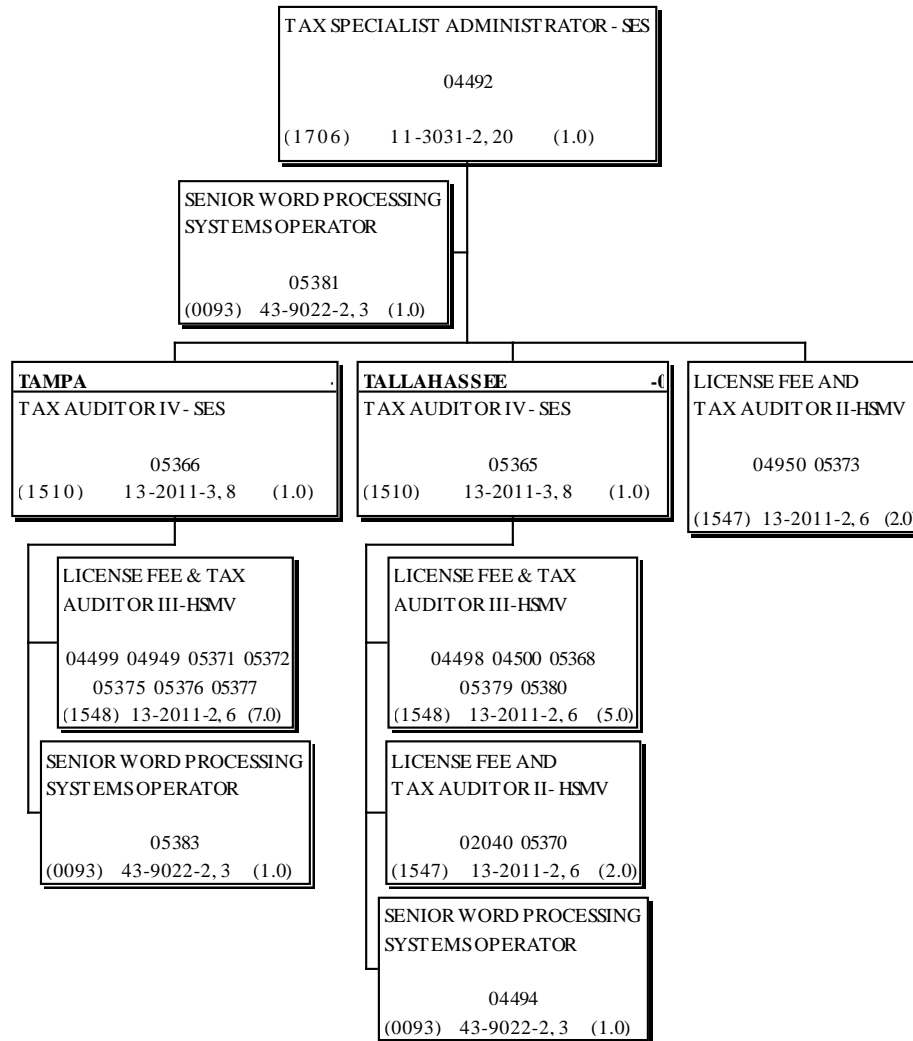 TAX SPECIALIST ADMINISTRATOR - SES
04492
(1706) 11-3031-2, 20 (1.0)
SENIOR WORD PROCESSING
SYSTEMS OPERATOR
05381
(0093) 43-9022-2, 3 (1.0)
TAMPA
TAX AUDITOR IV - SES
05366
(1510) 13-2011-3, 8 (1.0)
TALLAHASSEE
TAX AUDITOR IV - SES
05365
(1510) 13-2011-3, 8 (1.0)
LICENSE FEE AND
TAX AUDITOR II-HSMV
04950 05373
(1547) 13-2011-2, 6 (2.0
LICENSE FEE & TAX
AUDITOR III-HSMV
04499 04949 05371 05372
05375 05376 05377
(1548) 13-2011-2, 6 (7.0)
SENIOR WORD PROCESSING
SYSTEMS OPERATOR
05383
(0093) 43-9022-2, 3 (1.0)
LICENSE FEE & TAX
AUDITOR III-HSMV
04498 04500 05368
05379 05380
(1548) 13-2011-2, 6 (5.0)
LICENSE FEE AND
TAX AUDITOR II- HSMV
02040 05370
(1547) 13-2011-2, 6 (2.0)
SENIOR WORD PROCESSING
SYSTEMS OPERATOR
04494
(0093) 43-9022-2, 3 (1.0)